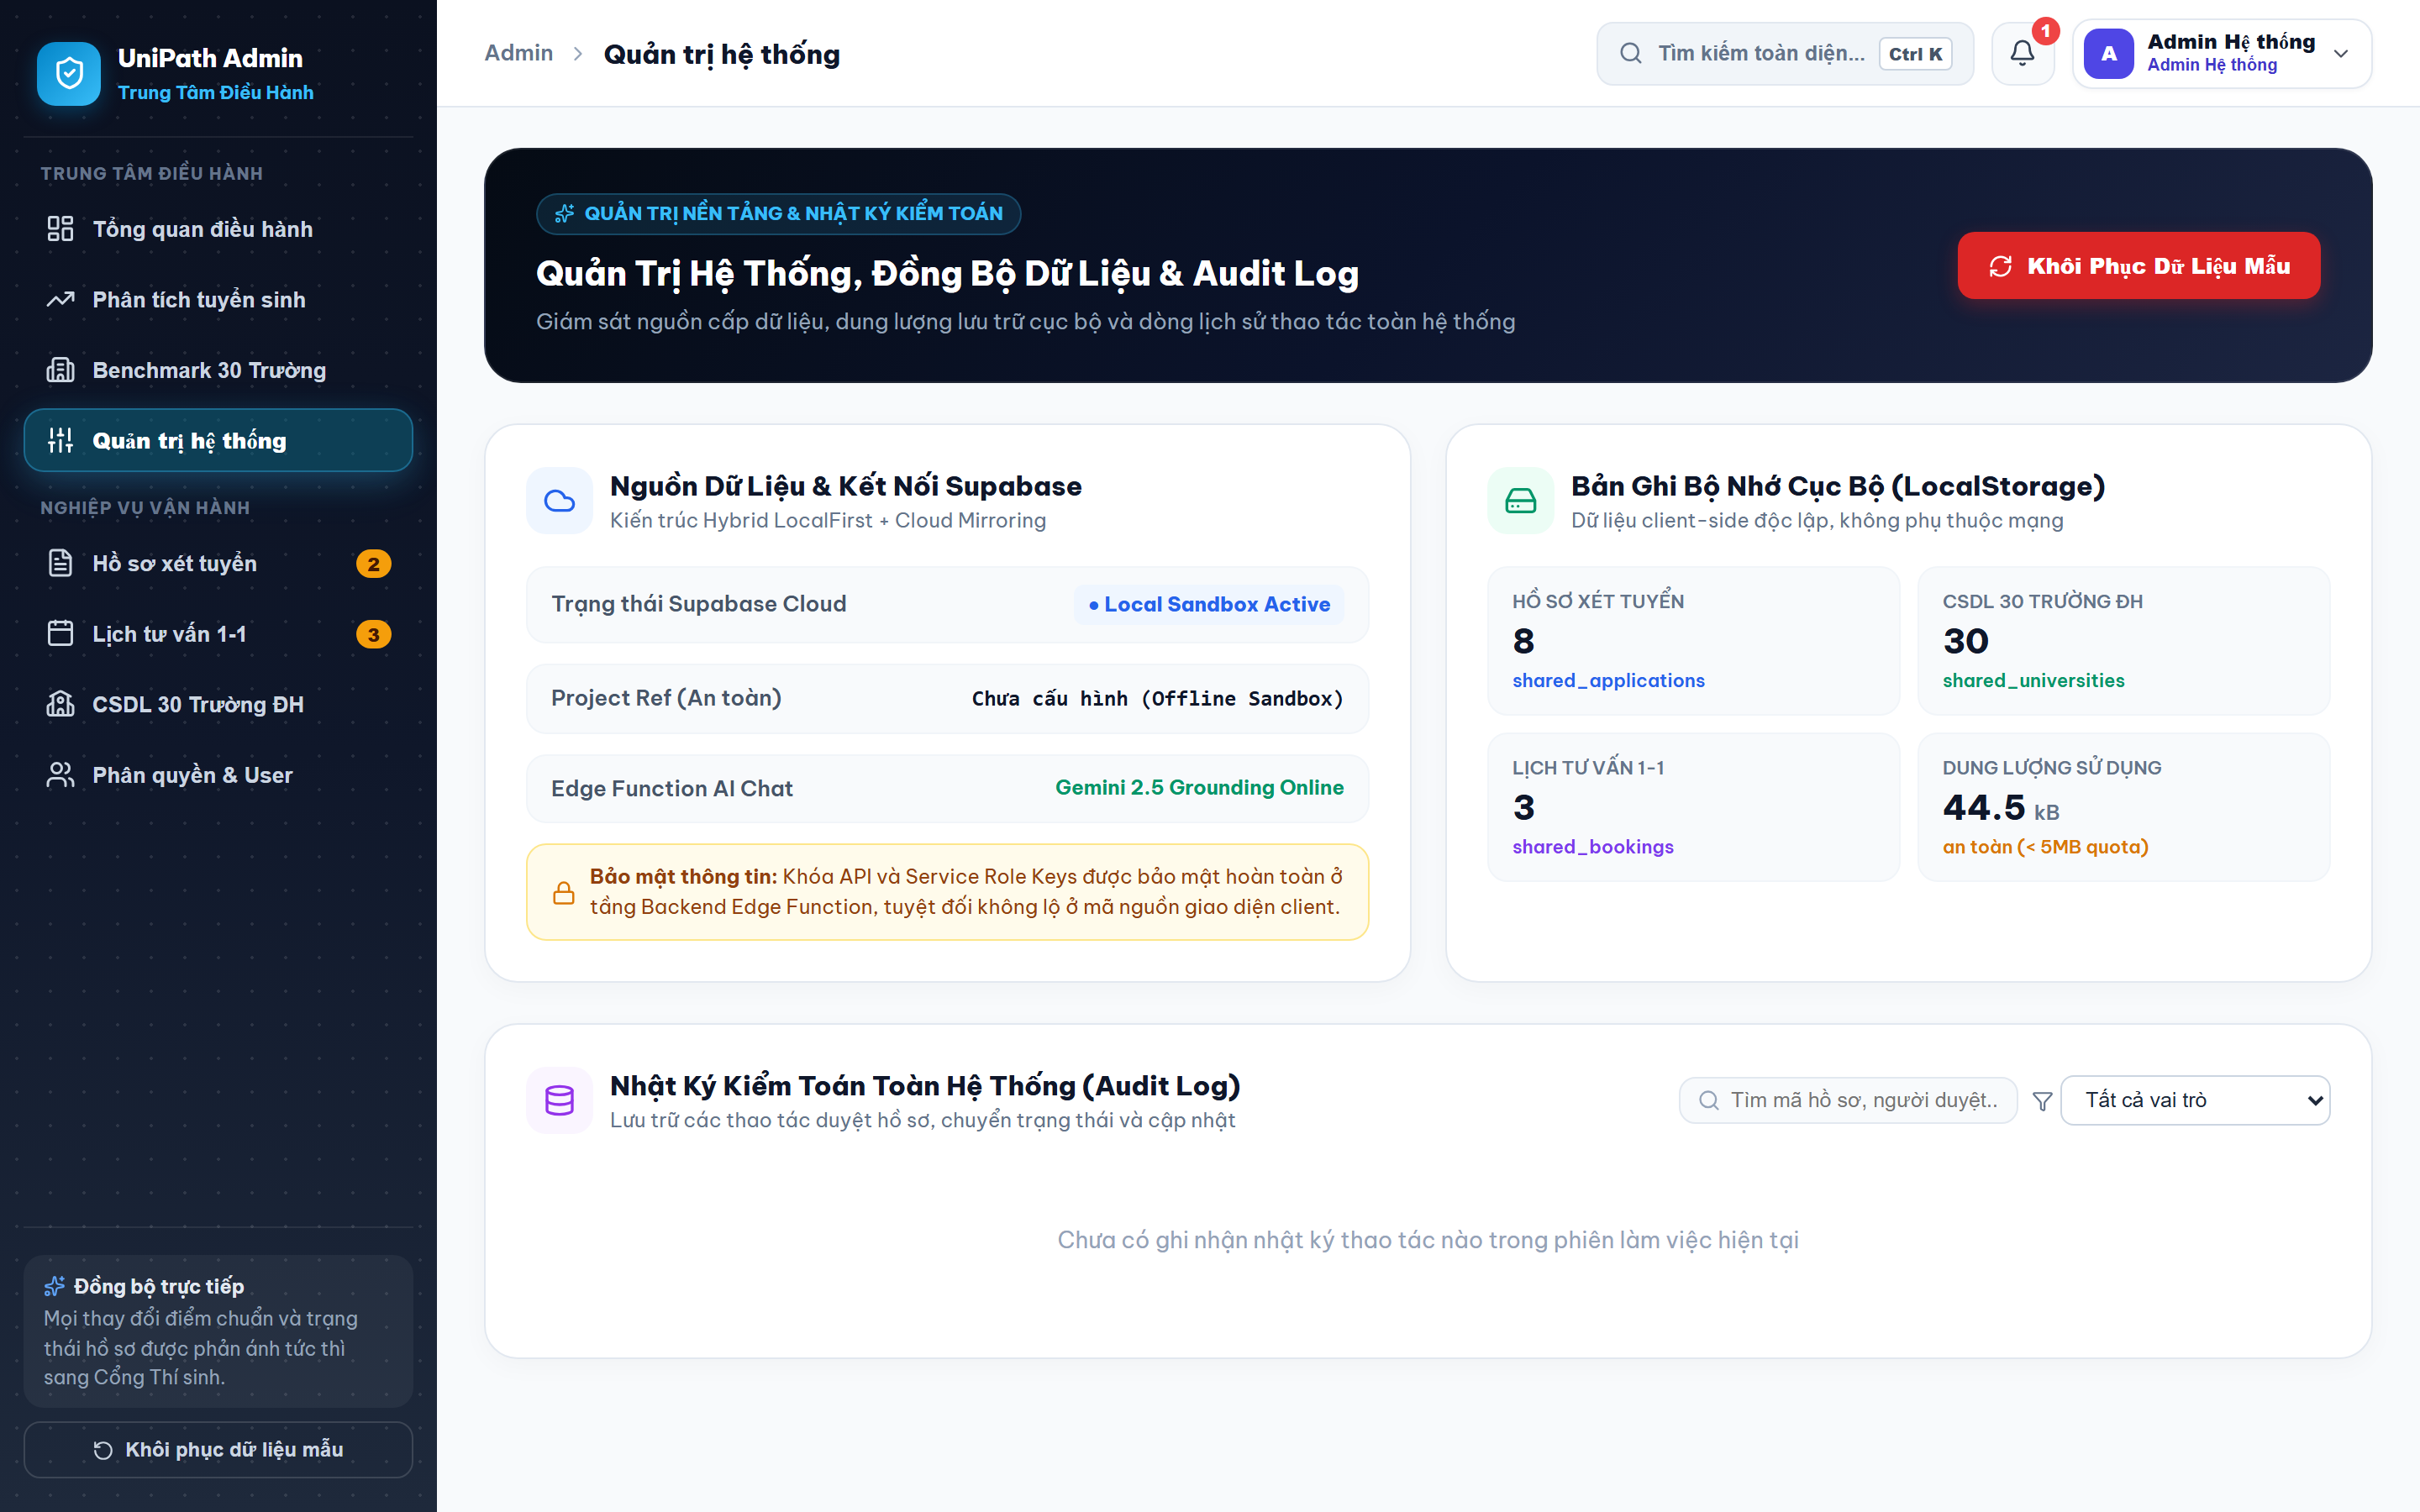 UniPath Admin
Trung Tâm Điều Hành
TRUNG TÂM ĐIỀU HÀNH
Tổng quan điều hành
Phân tích tuyển sinh
Benchmark 30 Trường
Quản trị hệ thống
NGHIỆP VỤ VẬN HÀNH
Hồ sơ xét tuyển 2
Lịch tư vấn 1-1 3
CSDL 30 Trường ĐH
Phân quyền & User
Đồng bộ trực tiếp
Mọi thay đổi điểm chuẩn và trạng
thái hồ sơ được phản ánh tức thì
sang Cổng Thí sinh.
Khôi phục dữ liệu mẫu
Admin > Quản trị hệ thống
Tìm kiếm toàn diện... Ctrl K
1
A
Admin Hệ thống
Admin Hệ thống
QUẢN TRỊ NỀN TẢNG & NHẬT KÝ KIỂM TOÁN
Quản Trị Hệ Thống, Đồng Bộ Dữ Liệu & Audit Log
Giám sát nguồn cấp dữ liệu, dung lượng lưu trữ cục bộ và dòng lịch sử thao tác toàn hệ thống
Khôi Phục Dữ Liệu Mẫu
Nguồn Dữ Liệu & Kết Nối Supabase
Kiến trúc Hybrid LocalFirst + Cloud Mirroring
Trạng thái Supabase Cloud • Local Sandbox Active
Project Ref (An toàn) Chưa cấu hình (Offline Sandbox)
Edge Function AI Chat Gemini 2.5 Grounding Online
Bảo mật thông tin: Khóa API và Service Role Keys được bảo mật hoàn toàn ở
tầng Backend Edge Function, tuyệt đối không lộ ở mã nguồn giao diện client.
Bản Ghi Bộ Nhớ Cục Bộ (LocalStorage)
Dữ liệu client-side độc lập, không phụ thuộc mạng
HỒ SƠ XÉT TUYỂN
8
shared_applications
CSDL 30 TRƯỜNG ĐH
30
shared_universities
LỊCH TƯ VẤN 1-1
3
shared_bookings
DUNG LƯỢNG SỬ DỤNG
44.5 kB
an toàn (< 5MB quota)
Nhật Ký Kiểm Toán Toàn Hệ Thống (Audit Log)
Lưu trữ các thao tác duyệt hồ sơ, chuyển trạng thái và cập nhật
Tìm mã hồ sơ, người duyệt..
Tất cả vai trò
Chưa có ghi nhận nhật ký thao tác nào trong phiên làm việc hiện tại